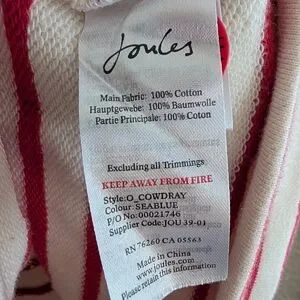 Joules
Main Fabric: 100% Cotton
Hauptgewebe: 100% Baumwolle
Partie Principale: 100% Coton
Excluding all Trimmings
KEEP AWAY FROM FIRE
Style:O_COWDRAY
Colour: SEABLUE
P/O No: 00021746
Supplier Code: JOU 39-01
RN 76260 CA 05563
Made in China
www.joules.com
Please retain this information